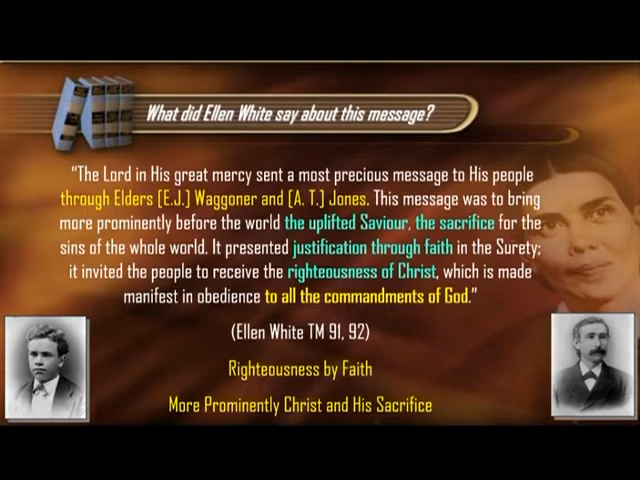 What did Ellen White say about this message?
“The Lord in His great mercy sent a most precious message to His people
through Elders [E.J.] Waggoner and [A. T.] Jones. This message was to bring
more prominently before the world the uplifted Saviour, the sacrifice for the
sins of the whole world. It presented justification through faith in the Surety;
it invited the people to receive the righteousness of Christ, which is made
manifest in obedience to all the commandments of God.”
(Ellen White TM 91, 92)
Righteousness by Faith
More Prominently Christ and His Sacrifice